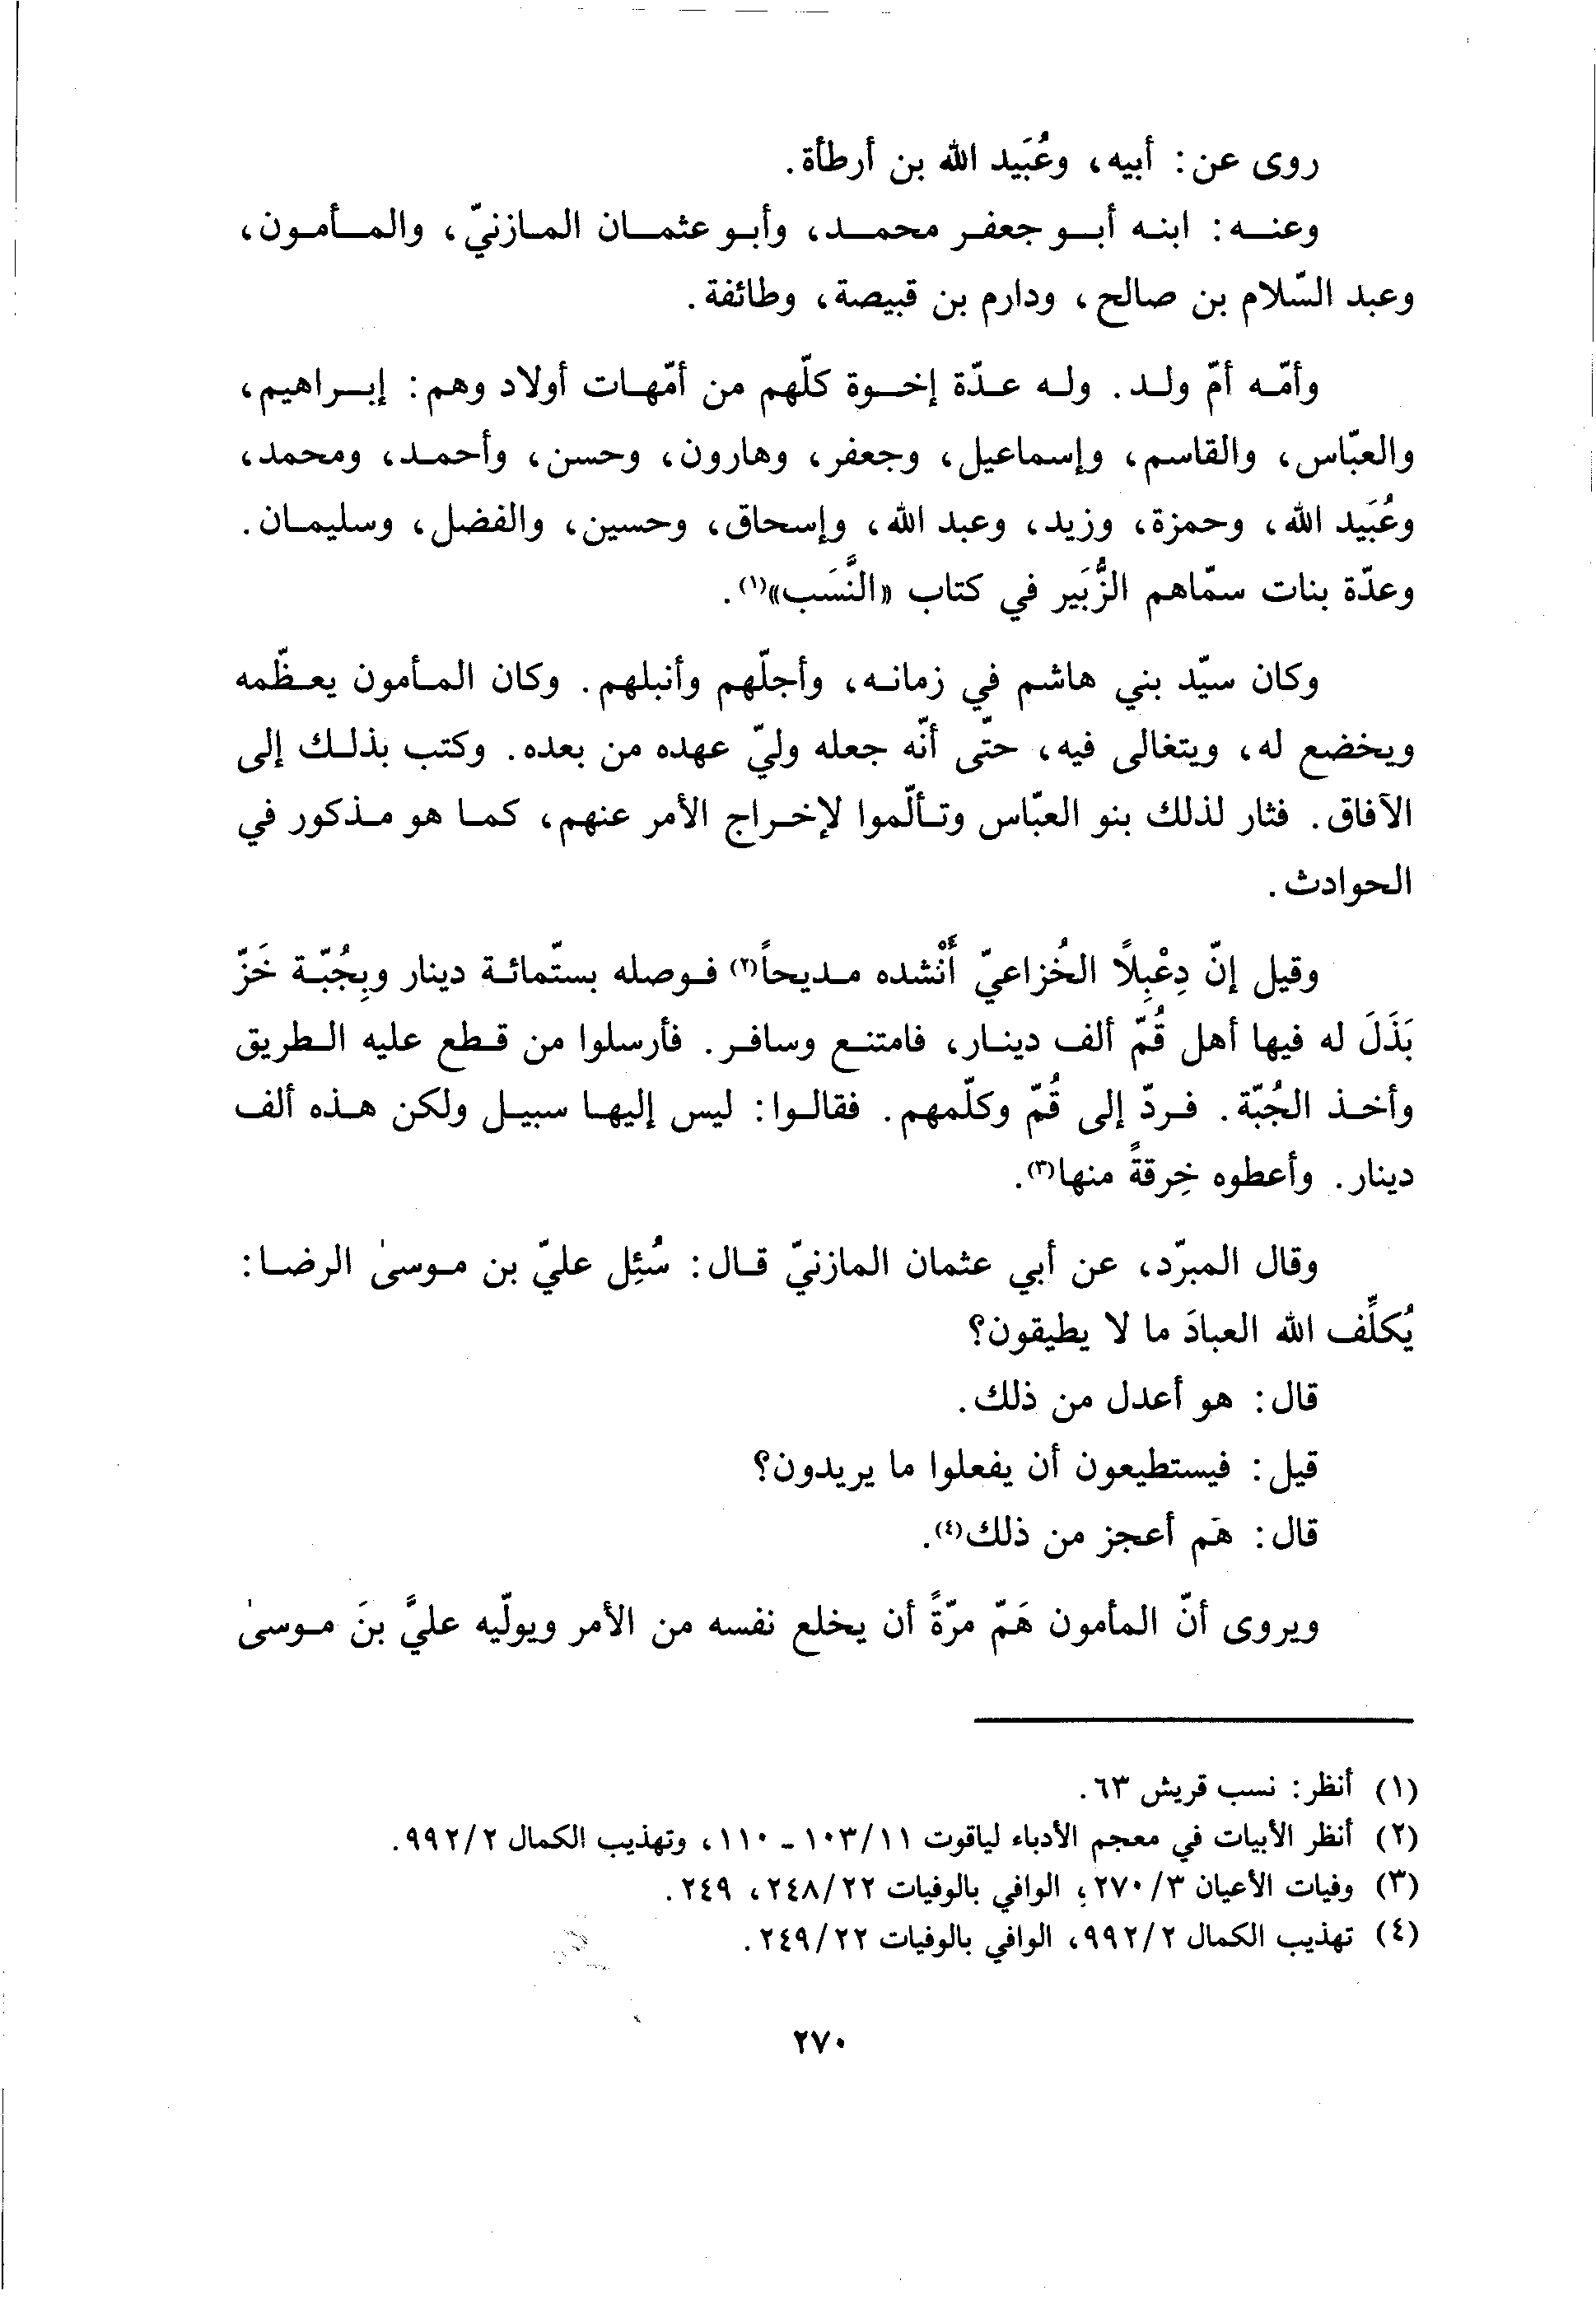 روى عن: أبيه، وعُبَيد الله بن أرطأة.
وعنه: ابنه أبو جعفر محمد، وأبو عثمان المازنيّ، والمأمون،
وعبد السّلام بن صالح، ودارم بن قبيصة، وطائفة.
وأمّه أمّ ولد. وله عدّة إخوة كلّهم من أمّهات أولاد وهم: إبراهيم،
والعبّاس، والقاسم، وإسماعيل، وجعفر، وهارون، وحسن، وأحمد، ومحمد،
وعُبَيد الله، وحمزة، وزيد، وعبد الله، وإسحاق، وحسين، والفضل، وسليمان.
وعدّة بنات سمّاهم الزُّبَير في كتاب «النَّسَب»(١).
وكان سيّد بني هاشم في زمانه، وأجلّهم وأنبلهم. وكان المأمون يعظّمه
ويخضع له، ويتغالى فيه، حتّى أنّه جعله وليّ عهده من بعده. وكتب بذلك إلى
الآفاق. فثار لذلك بنو العبّاس وتألّموا لإخراج الأمر عنهم، كما هو مذكور في
الحوادث.
وقيل إنّ دِعْبِلاً الخُزاعيّ أَنْشده مديحاً(٢) فوصله بستّمائة دينار وبِجُبّة خَزّ
بَذَلَ له فيها أهل قُمّ ألف دينار، فامتنع وسافر. فأرسلوا من قطع عليه الطريق
وأخذ الجُبّة. فردّ إلى قُمّ وكلّمهم. فقالوا: ليس إليها سبيل ولكن هذه ألف
دينار. وأعطوه خِرقةً منها(٣).
وقال المبرّد، عن أبي عثمان المازنيّ قال: سُئِل عليّ بن موسىٰ الرضا:
يُكلِّف الله العبادَ ما لا يطيقون؟
قال: هو أعدل من ذلك.
قيل: فيستطيعون أن يفعلوا ما يريدون؟
قال: هَم أعجز من ذلك(٤).
ويروى أنّ المأمون هَمّ مرّةً أن يخلع نفسه من الأمر ويولّيه عليَّ بنَ موسىٰ
(١) أنظر: نسب قريش ٦٣.
(٢) أنظر الأبيات في معجم الأدباء لياقوت ١٠٣/١١ - ١١٠، وتهذيب الكمال ٩٩٢/٢.
(٣) وفيات الأعيان ٢٧٠/٣، الوافي بالوفيات ٢٤٨/٢٢، ٢٤٩.
(٤) تهذيب الكمال ٩٩٢/٢، الوافي بالوفيات ٢٤٩/٢٢.
٢٧٠